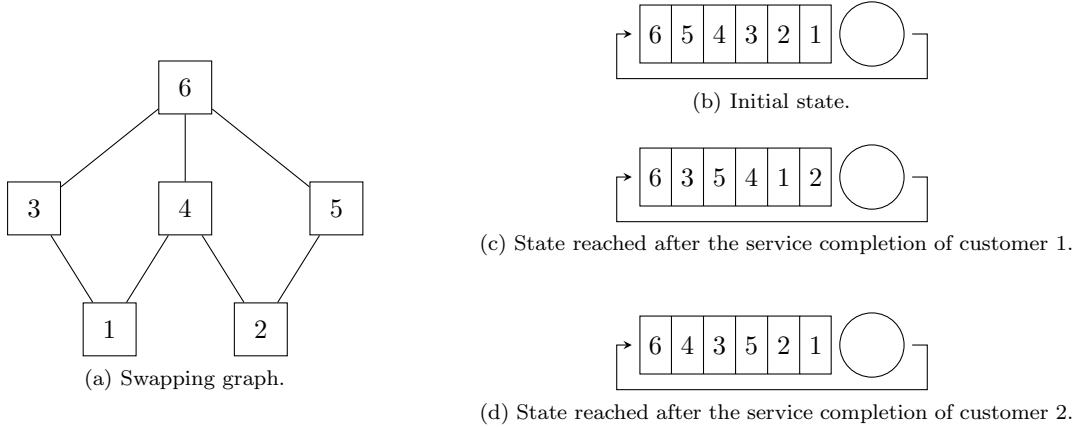 6
3 4 5
1 2
(a) Swapping graph.
6 5 4 3 2 1
(b) Initial state.
6 3 5 4 1 2
(c) State reached after the service completion of customer 1.
6 4 3 5 2 1
(d) State reached after the service completion of customer 2.